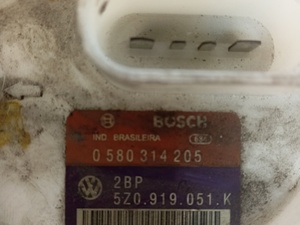 BOSCH
IND. BRASILEIRA
0 580 314 205
2BP
5Z0.919.051.K